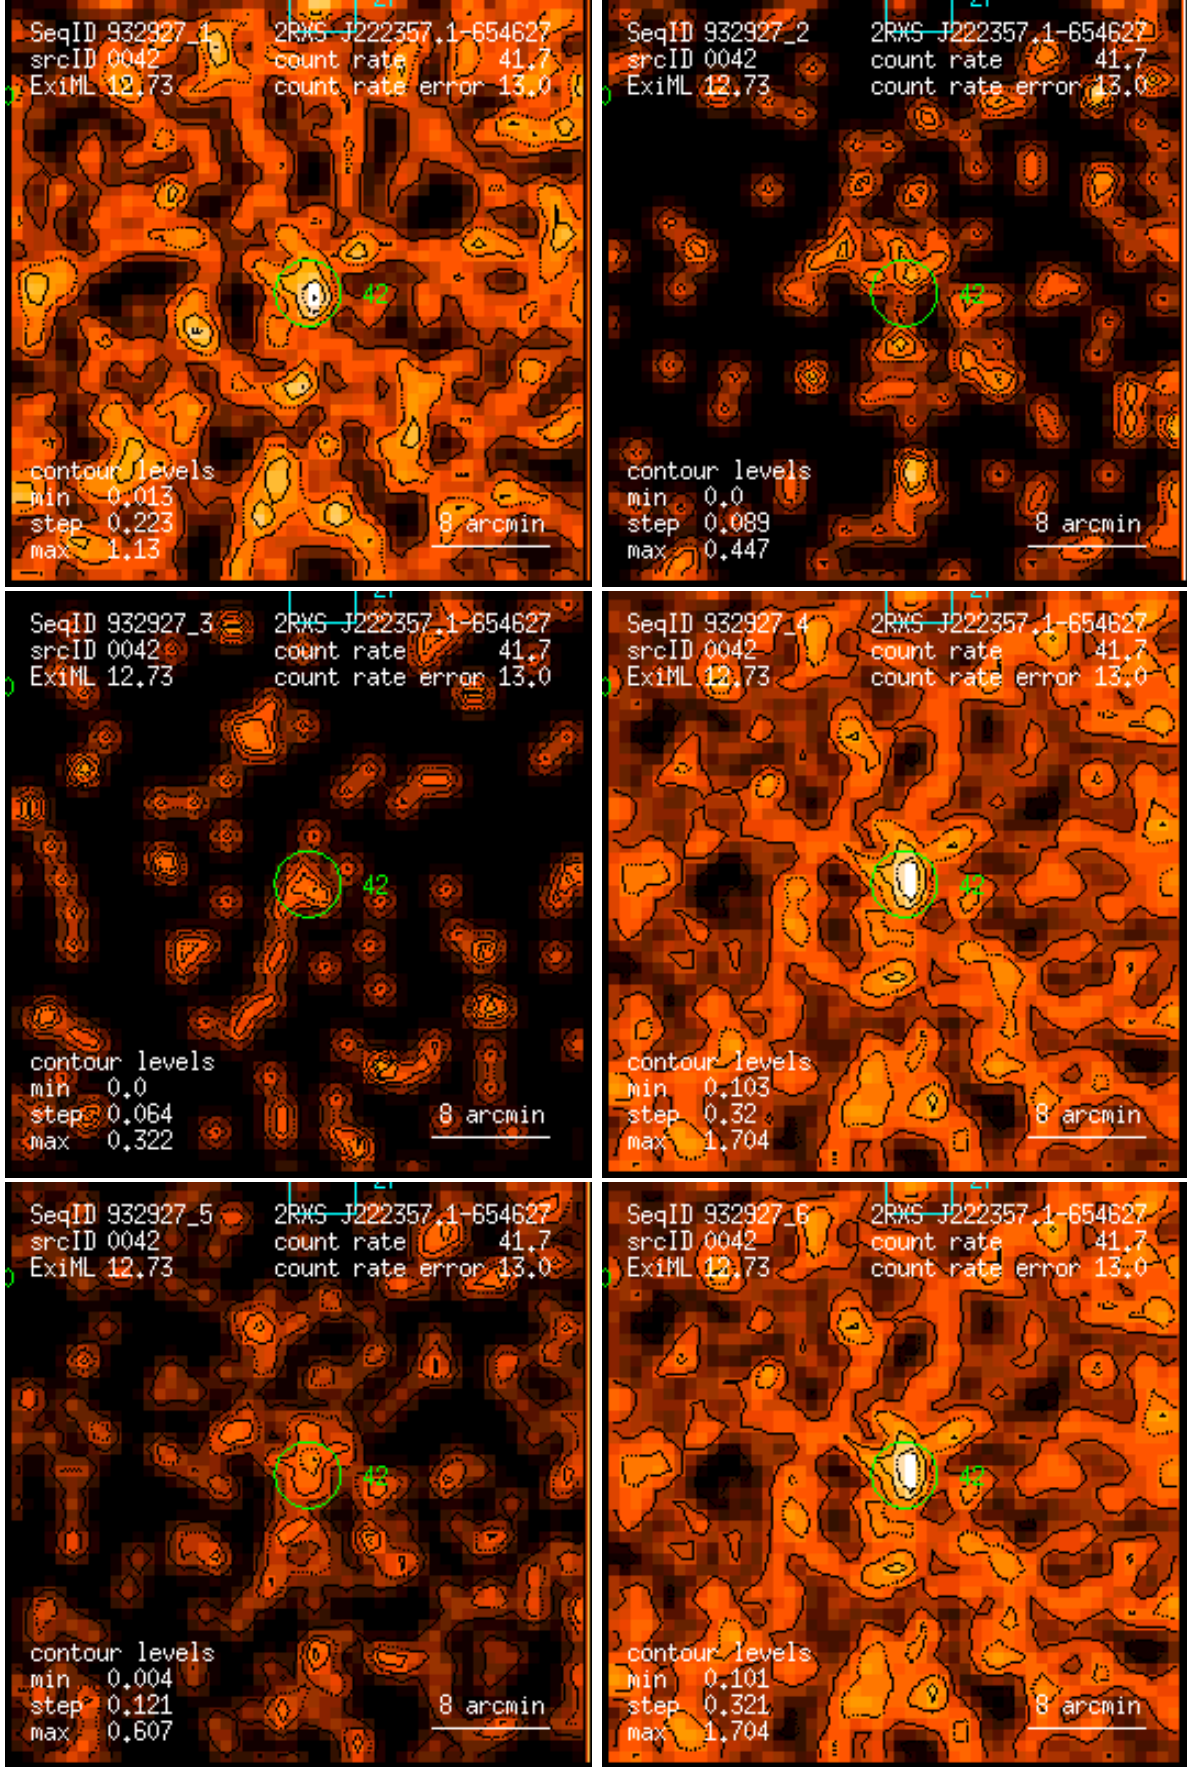 SeqID 932927_1 2RXS J222357.1-654627
srcID 0042 count rate 41.7
ExiML 12.73 count rate error 13.0
42
contour levels
min 0.013
step 0.223
max 1.13
8 arcmin
SeqID 932927_2 2RXS J222357.1-654627
srcID 0042 count rate 41.7
ExiML 12.73 count rate error 13.0
42
contour levels
min 0.0
step 0.089
max 0.447
8 arcmin
SeqID 932927_3 2RXS J222357.1-654627
srcID 0042 count rate 41.7
ExiML 12.73 count rate error 13.0
42
contour levels
min 0.0
step 0.064
max 0.322
8 arcmin
SeqID 932927_4 2RXS J222357.1-654627
srcID 0042 count rate 41.7
ExiML 12.73 count rate error 13.0
42
contour levels
min 0.103
step 0.32
max 1.704
8 arcmin
SeqID 932927_5 2RXS J222357.1-654627
srcID 0042 count rate 41.7
ExiML 12.73 count rate error 13.0
42
contour levels
min 0.004
step 0.121
max 0.607
8 arcmin
SeqID 932927_6 2RXS J222357.1-654627
srcID 0042 count rate 41.7
ExiML 12.73 count rate error 13.0
42
contour levels
min 0.101
step 0.321
max 1.704
8 arcmin